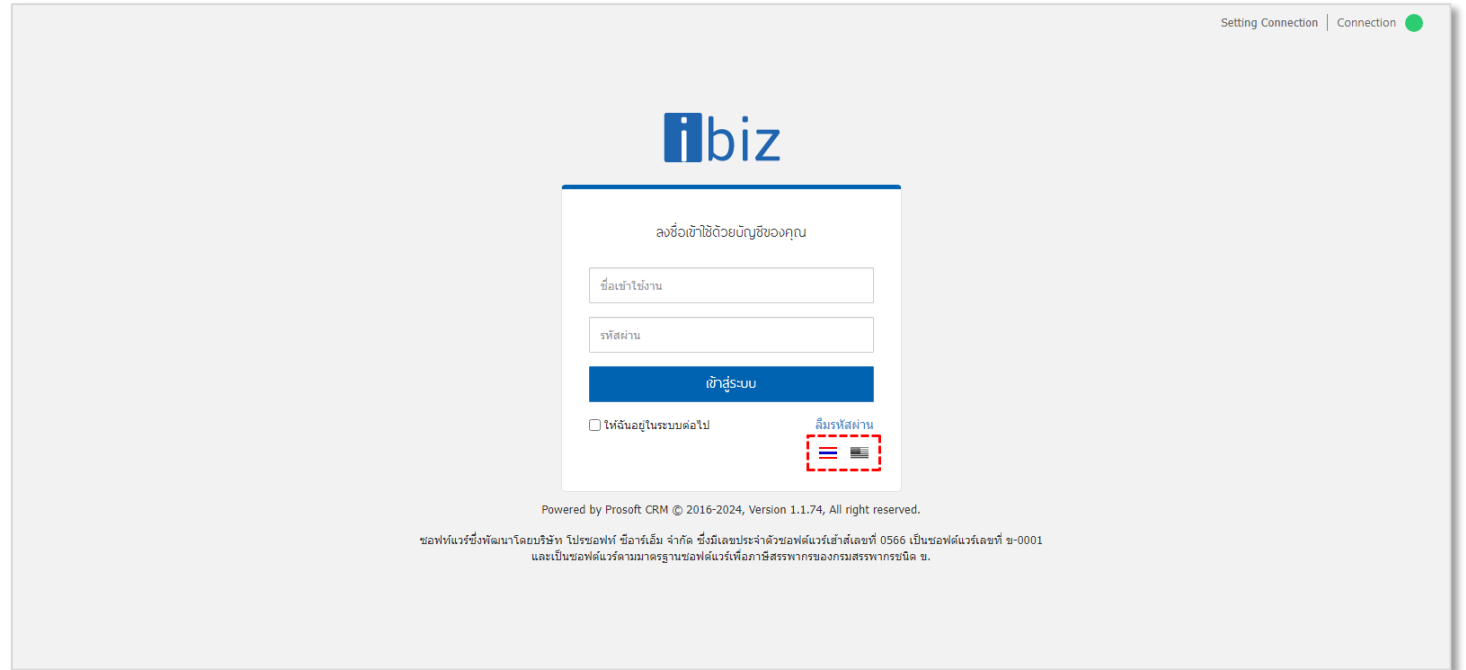 Setting Connection | Connection
ibiz
ลงชื่อเข้าใช้ด้วยบัญชีของคุณ
ชื่อเข้าใช้งาน
รหัสผ่าน
เข้าสู่ระบบ
ให้ฉันอยู่ในระบบต่อไป ลืมรหัสผ่าน
Powered by Prosoft CRM © 2016-2024, Version 1.1.74, All right reserved.
ซอฟท์แวร์ซึ่งพัฒนาโดยบริษัท โปรซอฟท์ ซีอาร์เอ็ม จำกัด ซึ่งมีเลขประจำตัวซอฟต์แวร์เฮ้าส์เลขที่ 0566 เป็นซอฟต์แวร์เลขที่ ข-0001
และเป็นซอฟต์แวร์ตามมาตรฐานซอฟต์แวร์เพื่อภาษีสรรพากรของกรมสรรพากรชนิด ข.